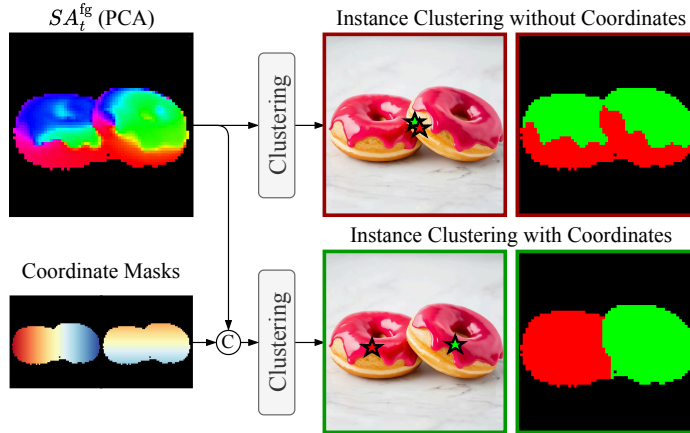 SA_t^fg (PCA)
Instance Clustering without Coordinates
Clustering
Instance Clustering with Coordinates
Coordinate Masks
C
Clustering